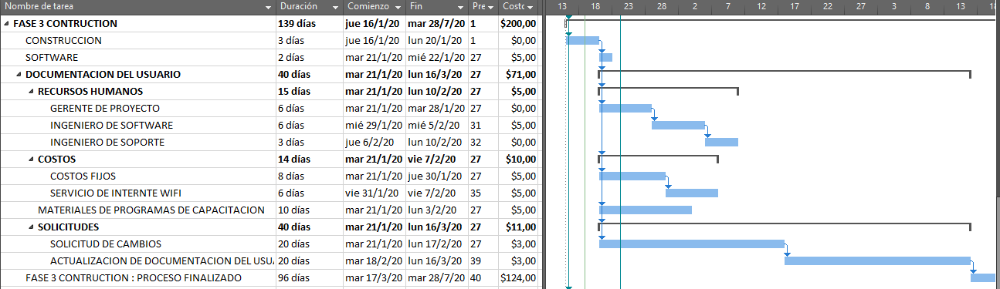 Nombre de tarea Duración Comienzo Fin Pre Costo 13 18 23 28 2 7 12 17 22 27 3 8 13 18
FASE 3 CONTRUCTION 139 días jue 16/1/20 mar 28/7/20 1 $200,00
CONSTRUCCION 3 días jue 16/1/20 lun 20/1/20 1 $0,00
SOFTWARE 2 días mar 21/1/20 mié 22/1/20 27 $5,00
DOCUMENTACION DEL USUARIO 40 días mar 21/1/20 lun 16/3/20 27 $71,00
RECURSOS HUMANOS 15 días mar 21/1/20 lun 10/2/20 27 $5,00
GERENTE DE PROYECTO 6 días mar 21/1/20 mar 28/1/20 27 $0,00
INGENIERO DE SOFTWARE 6 días mié 29/1/20 mié 5/2/20 31 $5,00
INGENIERO DE SOPORTE 3 días jue 6/2/20 lun 10/2/20 32 $0,00
COSTOS 14 días mar 21/1/20 vie 7/2/20 27 $10,00
COSTOS FIJOS 8 días mar 21/1/20 jue 30/1/20 27 $5,00
SERVICIO DE INTERNTE WIFI 6 días vie 31/1/20 vie 7/2/20 35 $5,00
MATERIALES DE PROGRAMAS DE CAPACITACION 10 días mar 21/1/20 lun 3/2/20 27 $5,00
SOLICITUDES 40 días mar 21/1/20 lun 16/3/20 27 $11,00
SOLICITUD DE CAMBIOS 20 días mar 21/1/20 lun 17/2/20 27 $3,00
ACTUALIZACION DE DOCUMENTACION DEL USUA 20 días mar 18/2/20 lun 16/3/20 39 $3,00
FASE 3 CONTRUCTION : PROCESO FINALIZADO 96 días mar 17/3/20 mar 28/7/20 40 $124,00